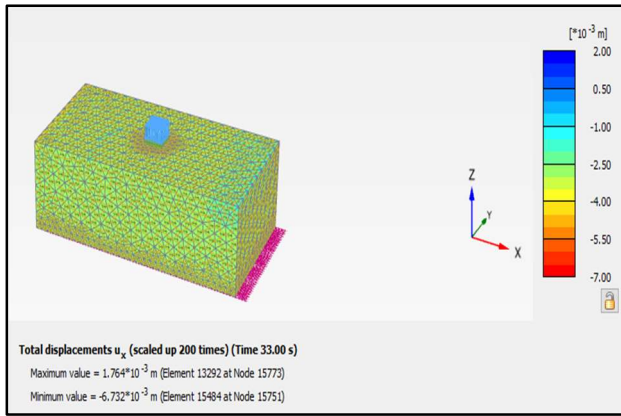 [*10⁻³ m]
2.00
0.50
-1.00
-2.50
-4.00
-5.50
-7.00
Z
Y
X
Total displacements uₓ (scaled up 200 times) (Time 33.00 s)
Maximum value = 1.764*10⁻³ m (Element 13292 at Node 15773)
Minimum value = -6.732*10⁻³ m (Element 15484 at Node 15751)